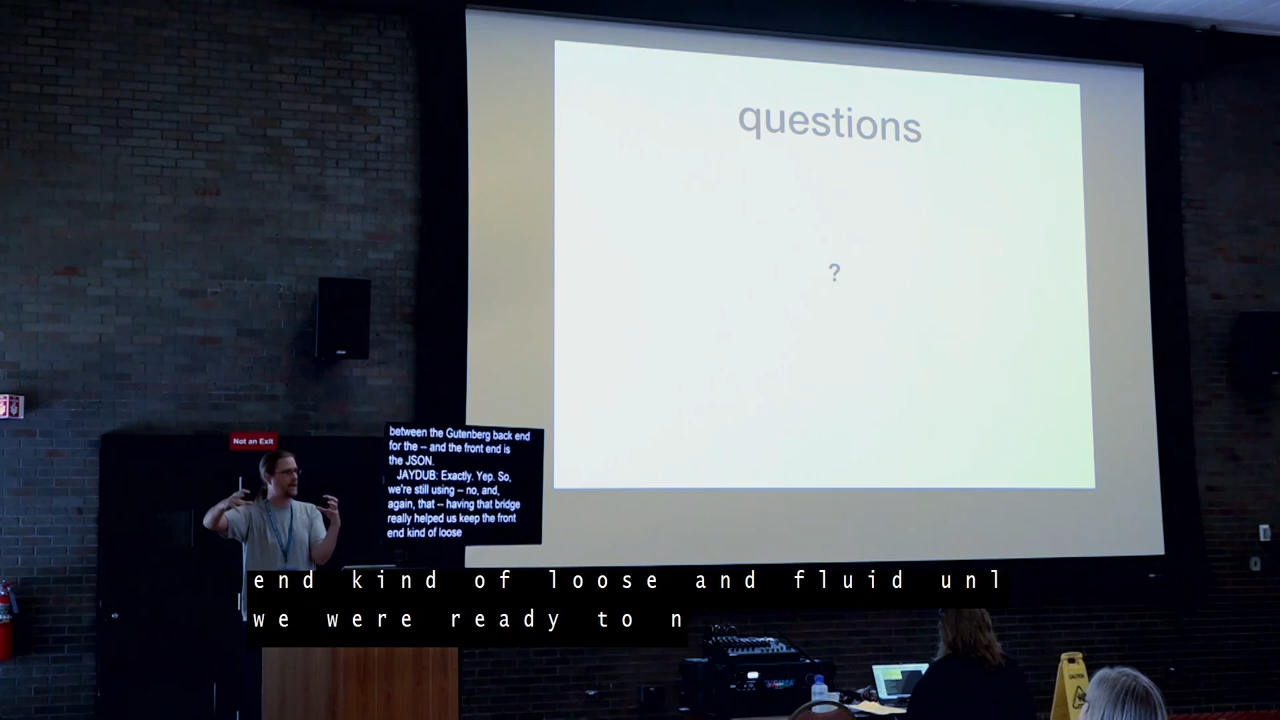 questions
?
Not an Exit
between the Gutenberg back end
for the -- and the front end is
the JSON.
JAYDUB: Exactly. Yep. So,
we're still using -- no, and,
again, that -- having that bridge
really helped us keep the front
end kind of loose
end kind of loose and fluid unl
we were ready to n
CAUTION